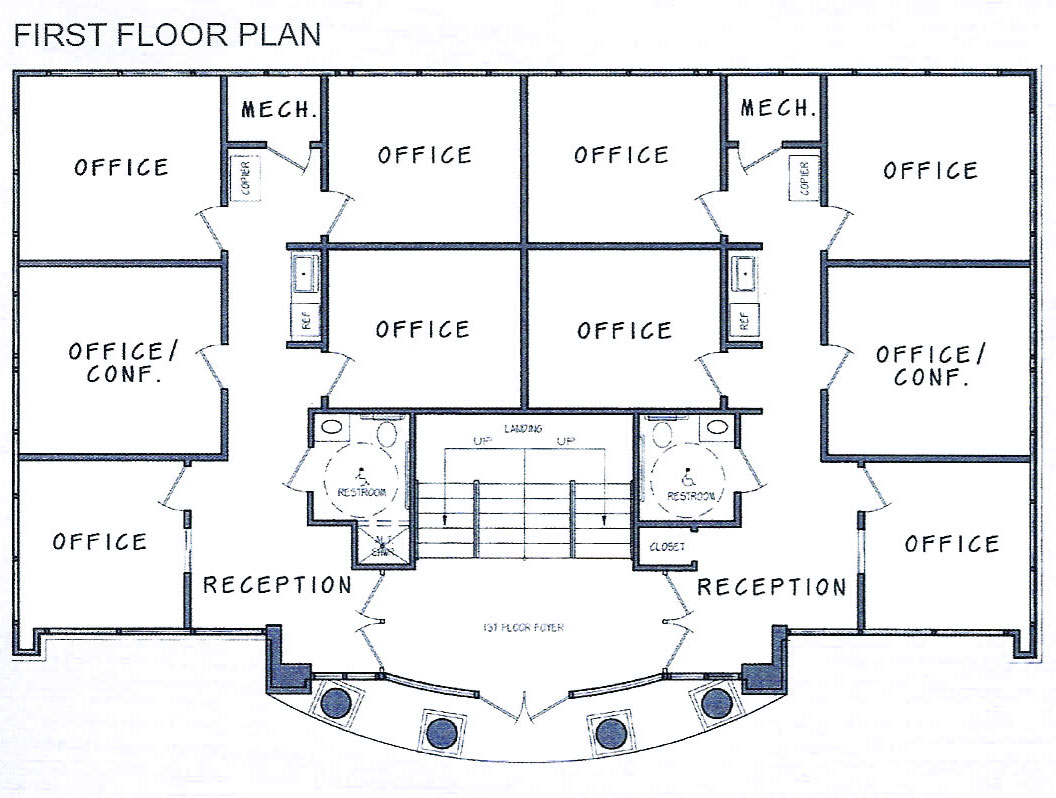 FIRST FLOOR PLAN
MECH.
MECH.
OFFICE
OFFICE
OFFICE
OFFICE
COPIER
COPIER
REF
REF
OFFICE
OFFICE
OFFICE/
CONF.
OFFICE/
CONF.
LANDING
UP
UP
RESTROOM
RESTROOM
OFFICE
CLOSET
OFFICE
RECEPTION
RECEPTION
1ST FLOOR FOYER